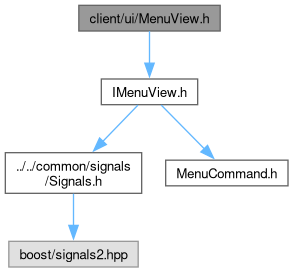 client/ui/MenuView.h
IMenuView.h
../../common/signals
/Signals.h
MenuCommand.h
boost/signals2.hpp